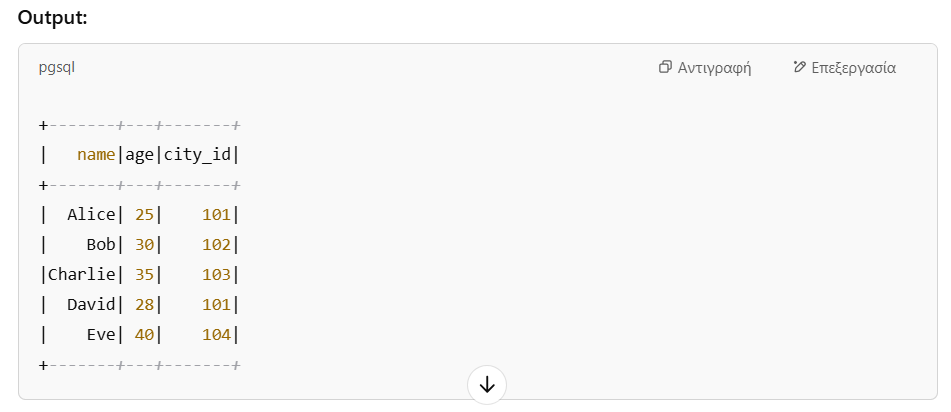 Output:
pgsql Αντιγραφή Επεξεργασία
+-------+---+-------+
|   name|age|city_id|
+-------+---+-------+
|  Alice| 25|    101|
|    Bob| 30|    102|
|Charlie| 35|    103|
|  David| 28|    101|
|    Eve| 40|    104|
+-------+---+-------+